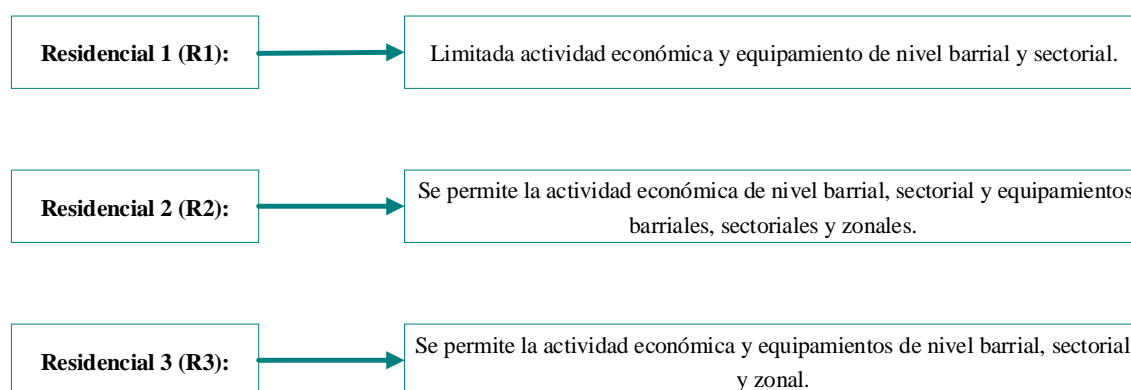 Residencial 1 (R1):
Limitada actividad económica y equipamiento de nivel barrial y sectorial.
Residencial 2 (R2):
Se permite la actividad económica de nivel barrial, sectorial y equipamientos
barriales, sectoriales y zonales.
Residencial 3 (R3):
Se permite la actividad económica y equipamientos de nivel barrial, sectorial
y zonal.